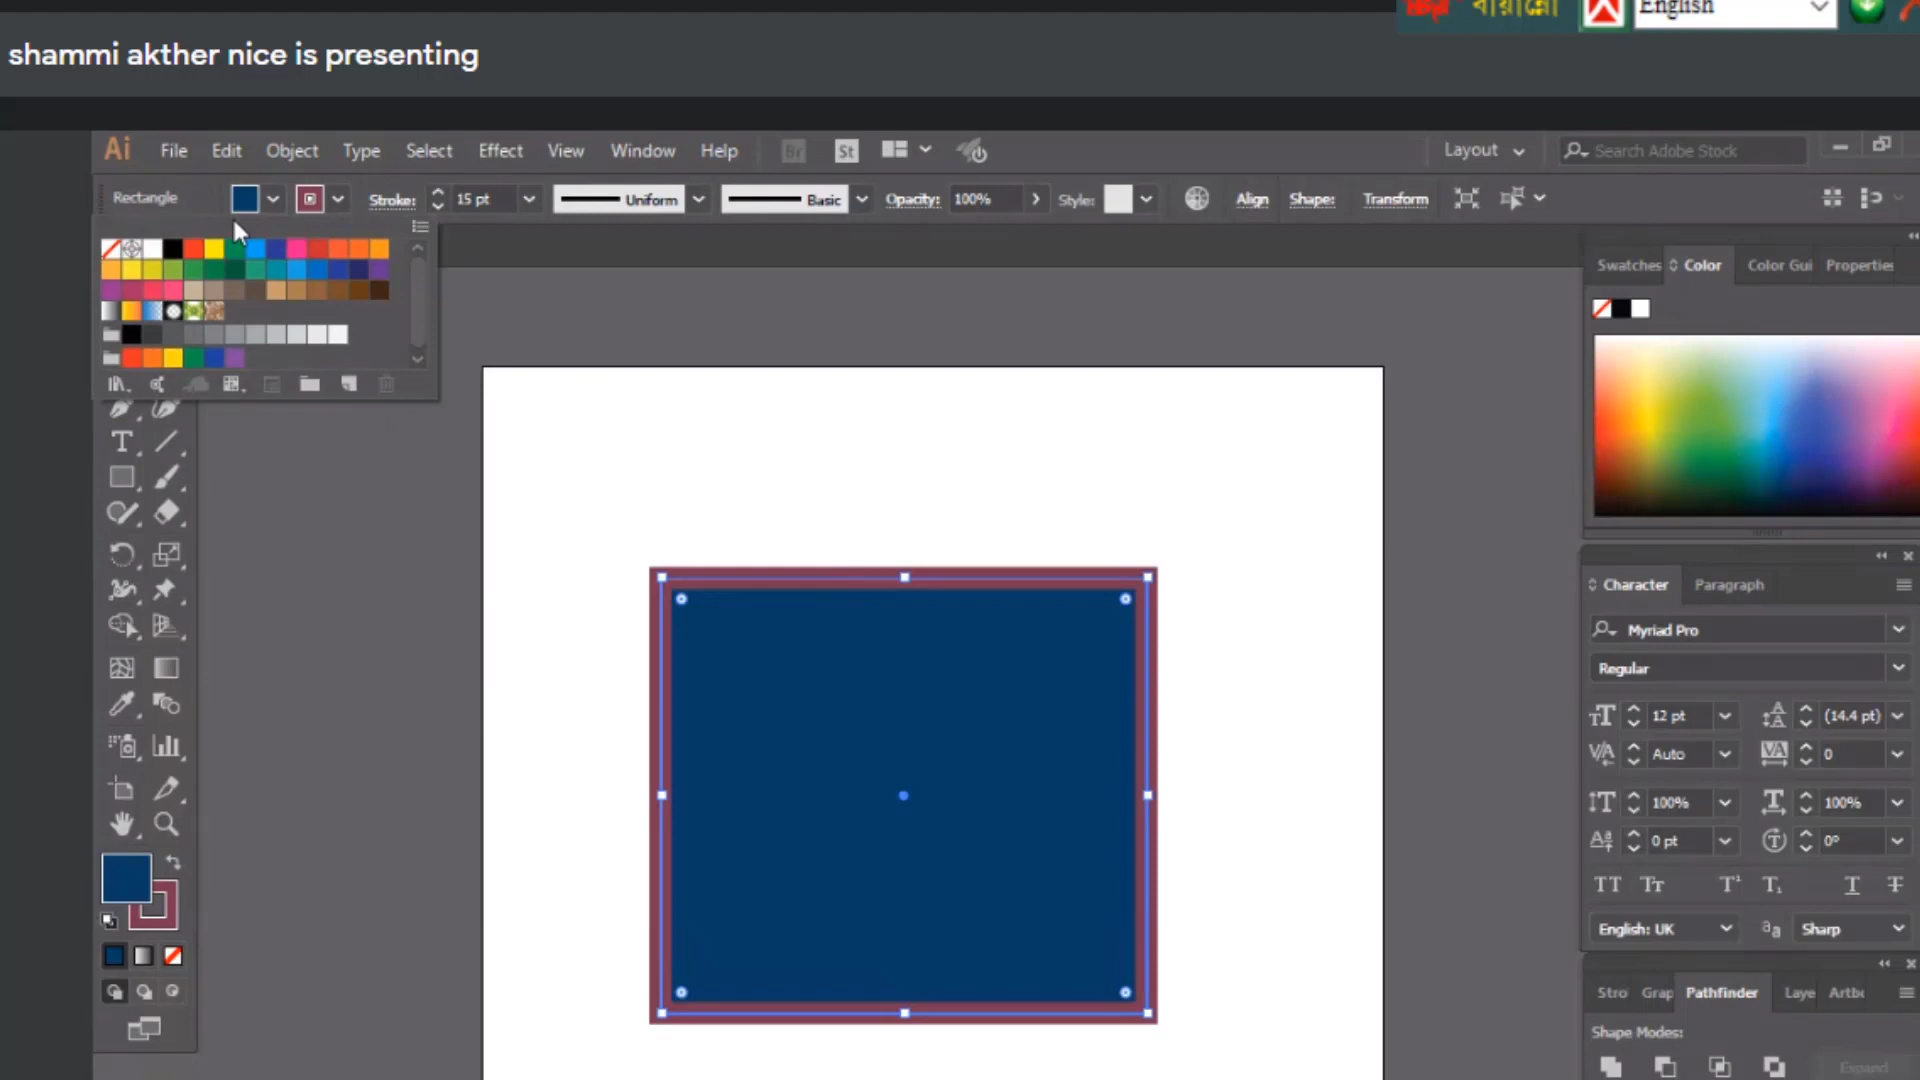 বায়ান্নো
English
shammi akther nice is presenting
Ai File Edit Object Type Select Effect View Window Help Br St Layout Search Adobe Stock
Rectangle Stroke: 15 pt Uniform Basic Opacity: 100% Style: Align Shape: Transform
Swatches Color Color Gui Properties
Character Paragraph
Myriad Pro
Regular
12 pt (14.4 pt)
Auto 0
100% 100%
0 pt 0°
English: UK Sharp
Stro Grap Pathfinder Laye Artb
Shape Modes:
Expand